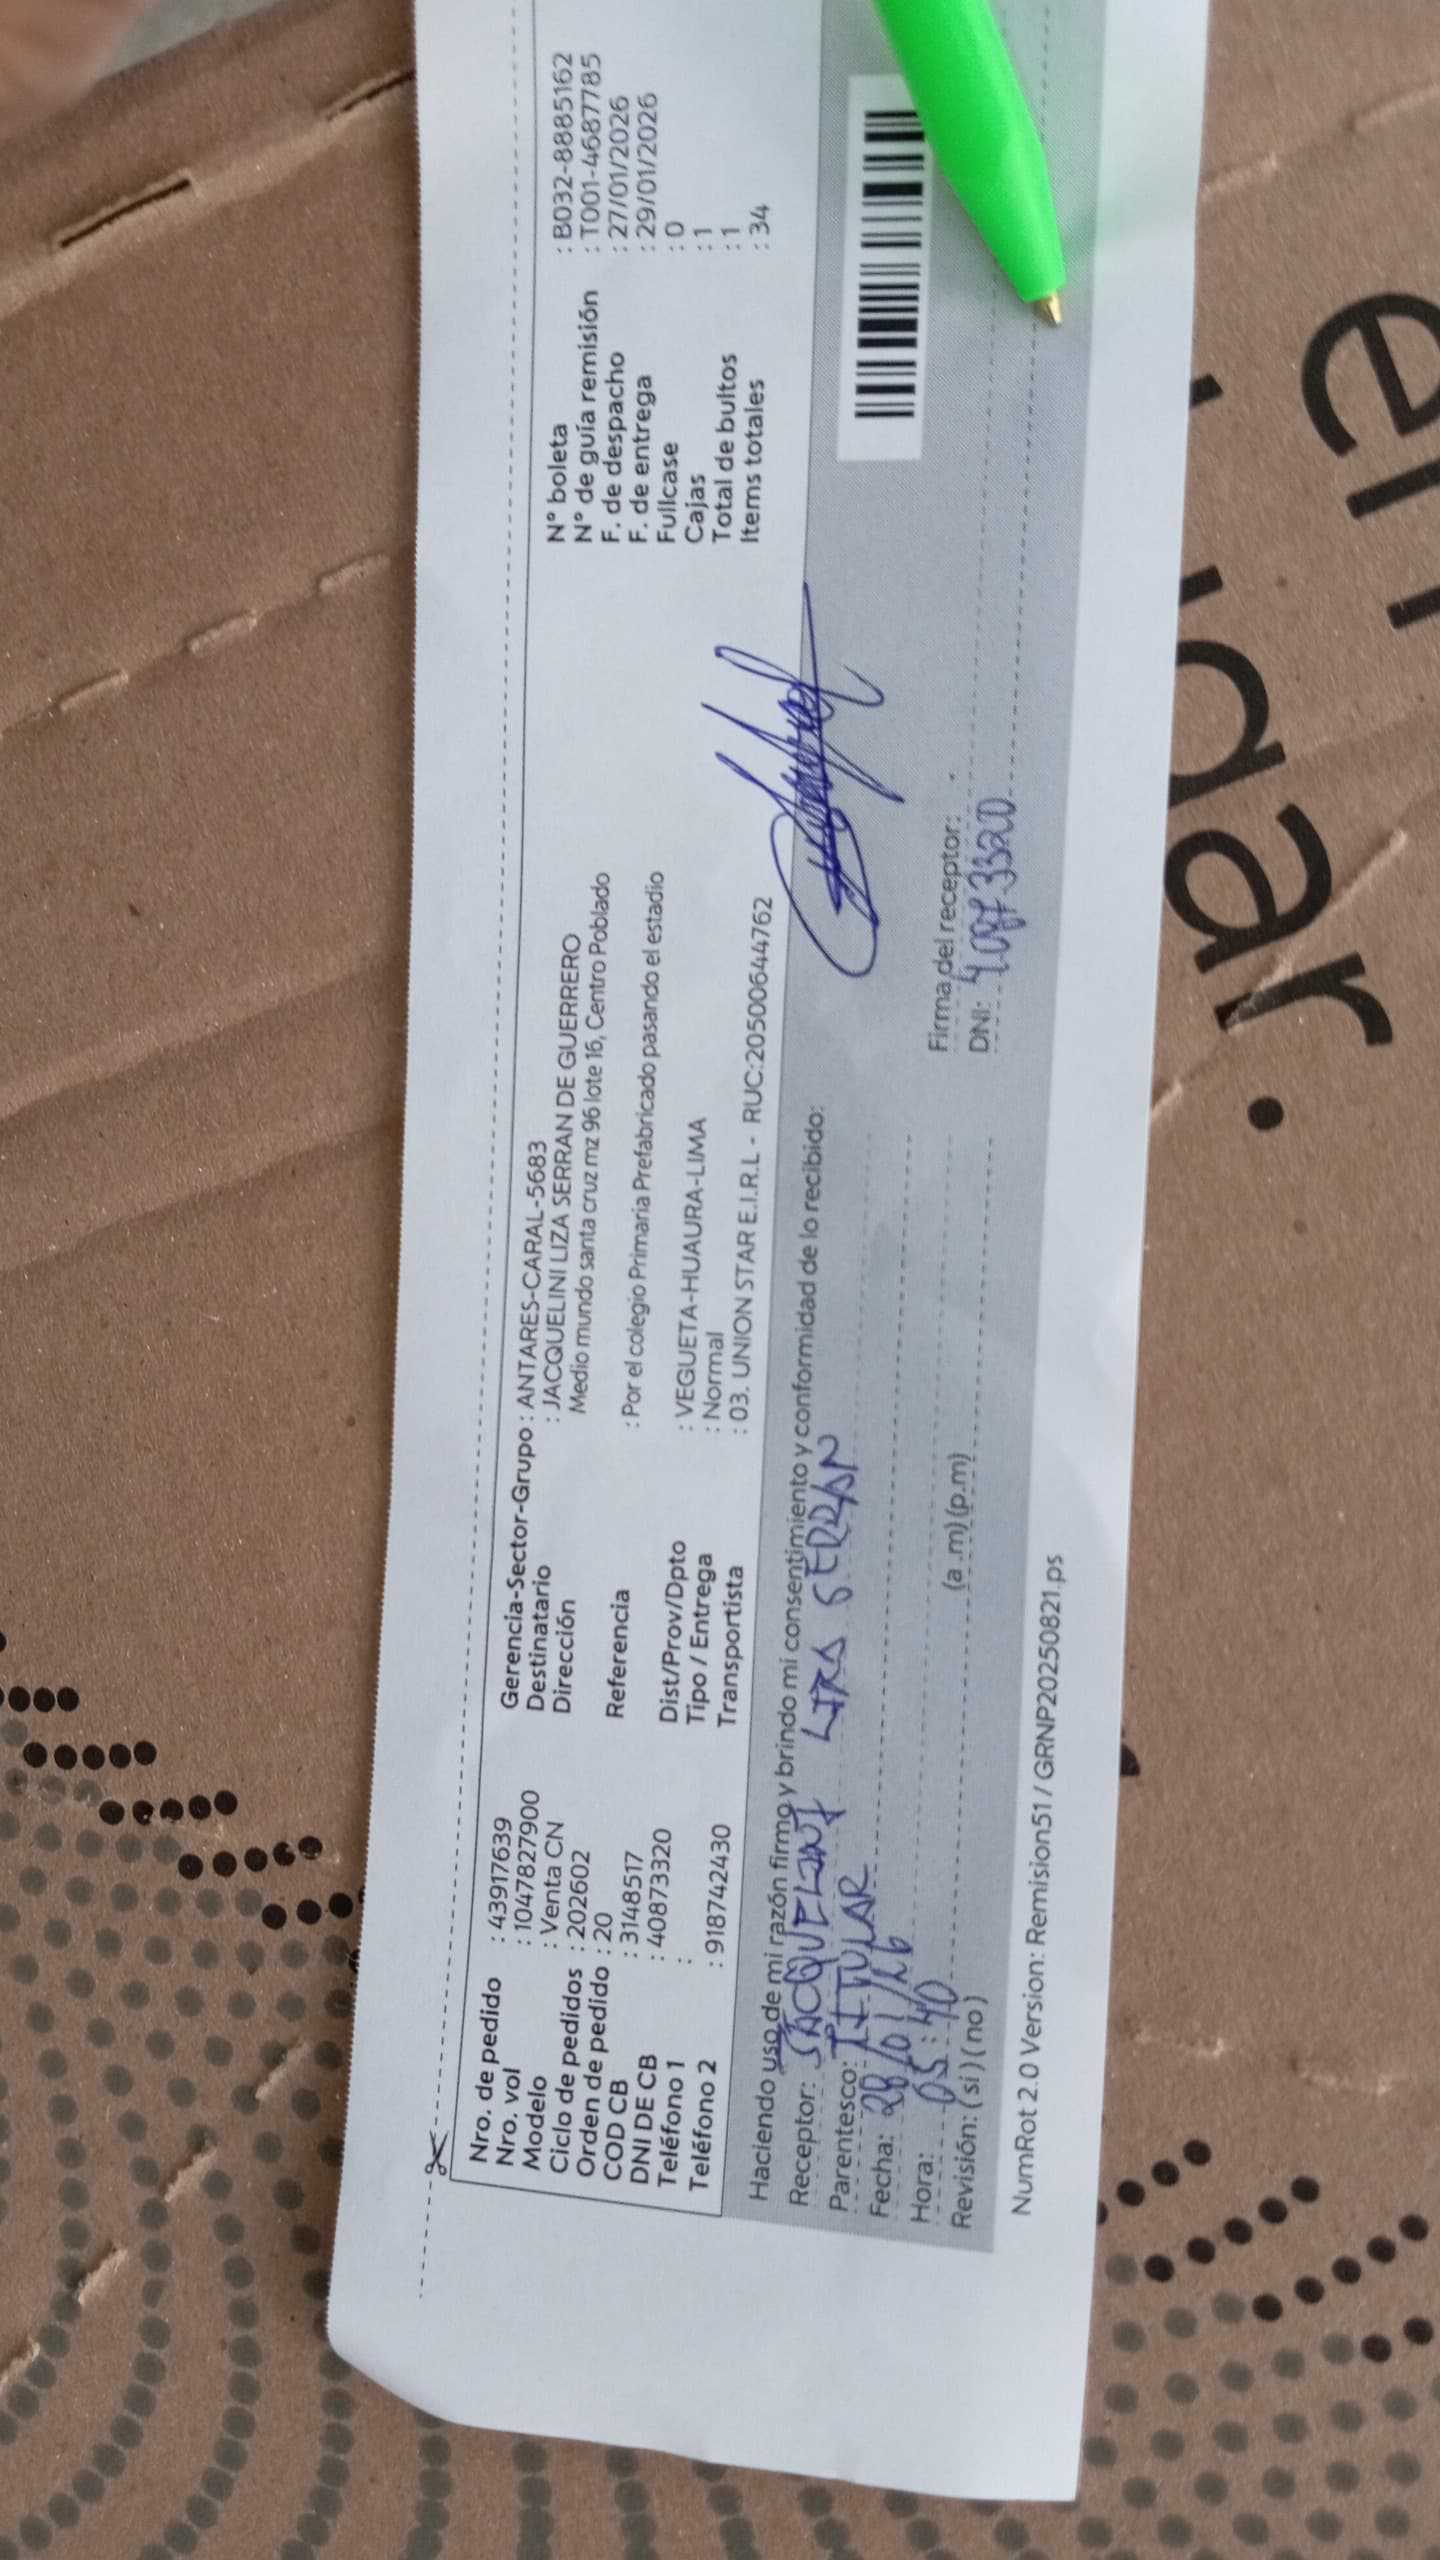 Nro. de pedido : 43917639
Nro. vol : 1047827900
Modelo : Venta CN
Ciclo de pedidos : 202602
Orden de pedido : 20
COD CB : 3148517
DNI DE CB : 40873320
Teléfono 1 :
Teléfono 2 : 918742430
Gerencia-Sector-Grupo : ANTARES-CARAL-5683
Destinatario : JACQUELINI LIZA SERRAN DE GUERRERO
Dirección Medio mundo santa cruz mz 96 lote 16, Centro Poblado
Referencia : Por el colegio Primaria Prefabricado pasando el estadio
Dist/Prov/Dpto : VEGUETA-HUAURA-LIMA
Tipo / Entrega : Normal
Transportista : 03. UNION STAR E.I.R.L - RUC:20500644762
N° boleta : B032-8885162
N° de guía remisión : T001-4687785
F. de despacho : 27/01/2026
F. de entrega : 29/01/2026
Fullcase : 0
Cajas : 1
Total de bultos : 1
Items totales : 34
Haciendo uso de mi razón firmo y brindo mi consentimiento y conformidad de lo recibido:
Receptor: JACQUELINI SERRAN
Parentesco: TITULAR
Fecha: 28/01/26
Hora: 05:40 (a.m) (p.m)
Revisión: (si) (no)
Firma del receptor:
DNI: 40873320
NumRot 2.0 Version: Remision51 / GRNP20250821.ps
dar.